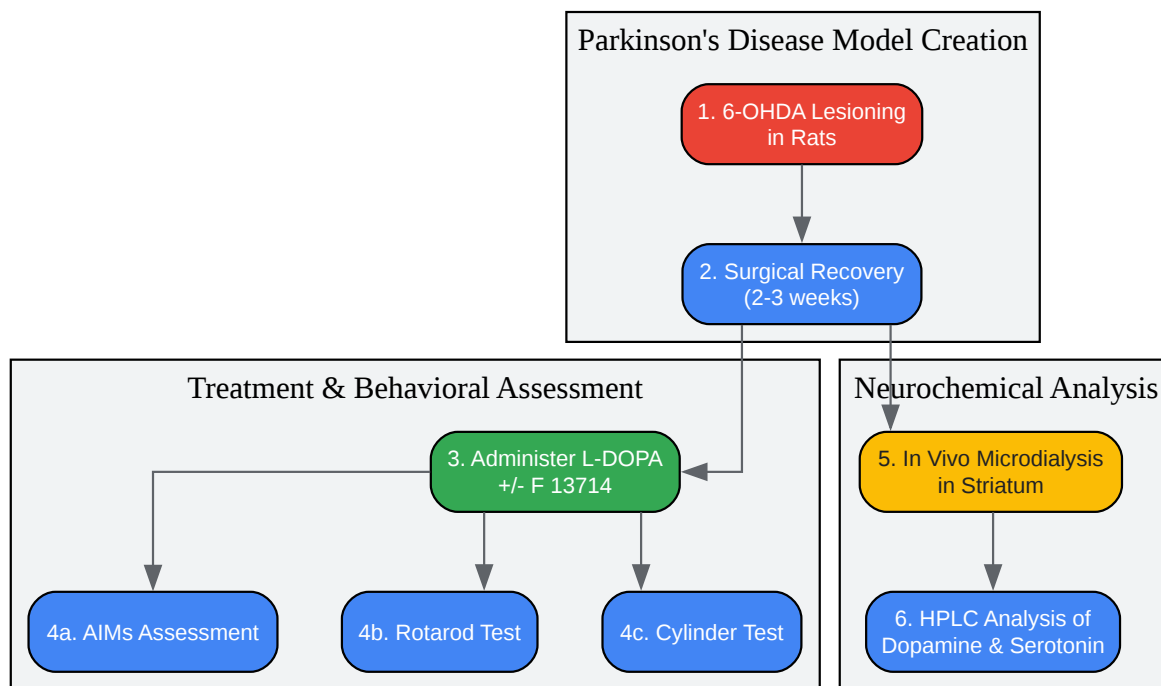 Parkinson's Disease Model Creation
1. 6-OHDA Lesioning
in Rats
2. Surgical Recovery
(2-3 weeks)
Treatment & Behavioral Assessment
3. Administer L-DOPA
+/- F 13714
4a. AIMs Assessment
4b. Rotarod Test
4c. Cylinder Test
Neurochemical Analysis
5. In Vivo Microdialysis
in Striatum
6. HPLC Analysis of
Dopamine & Serotonin